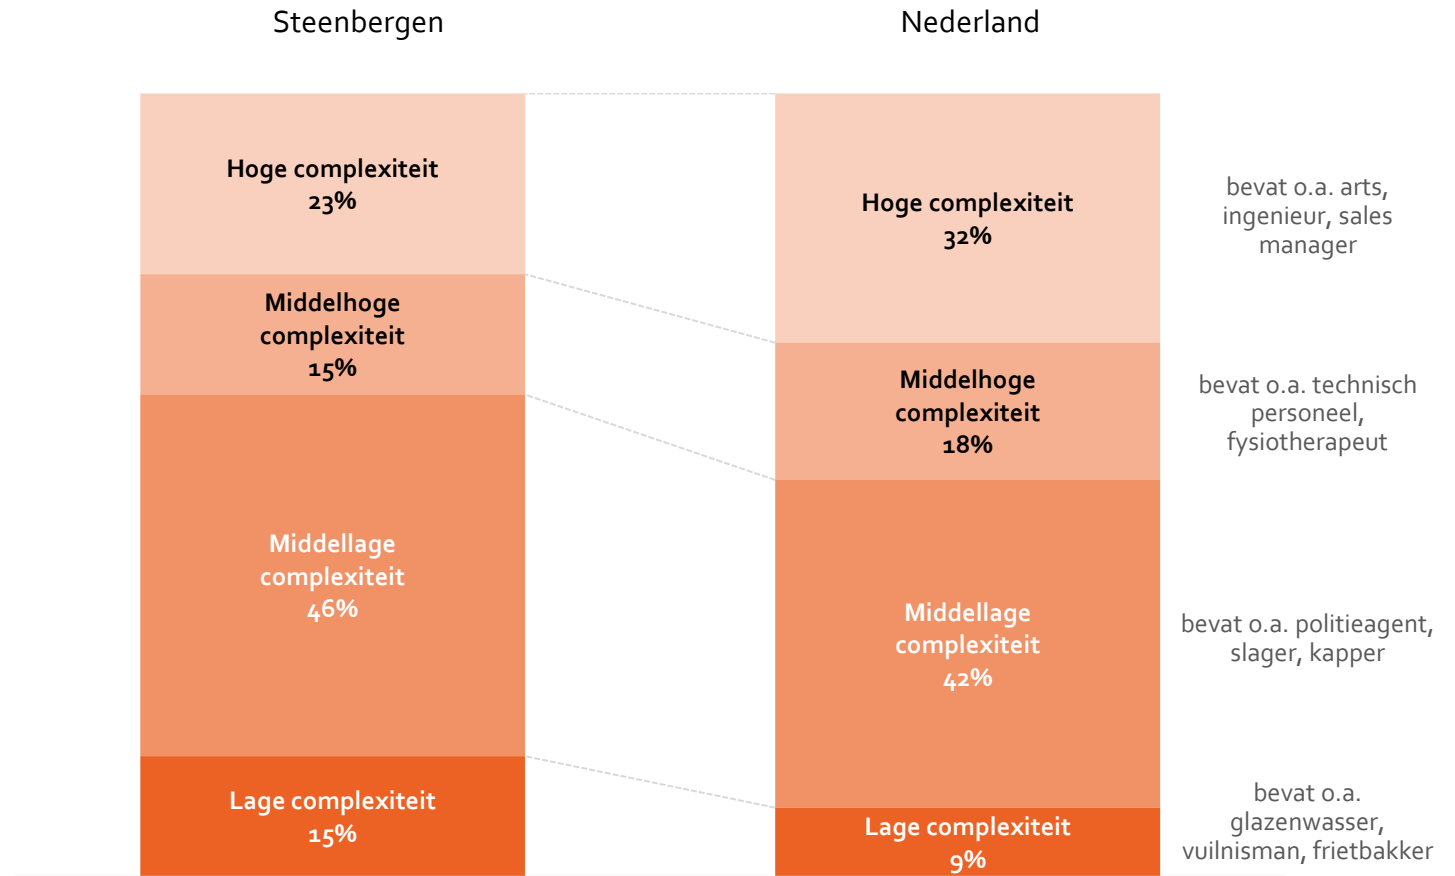 Steenbergen
Nederland
Hoge complexiteit
23%
Middelhoge
complexiteit
15%
Middellage
complexiteit
46%
Lage complexiteit
15%
Hoge complexiteit
32%
Middelhoge
complexiteit
18%
Middellage
complexiteit
42%
Lage complexiteit
9%
bevat o.a. arts,
ingenieur, sales
manager
bevat o.a. technisch
personeel,
fysiotherapeut
bevat o.a. politieagent,
slager, kapper
bevat o.a.
glazenwasser,
vuilnisman, frietbakker